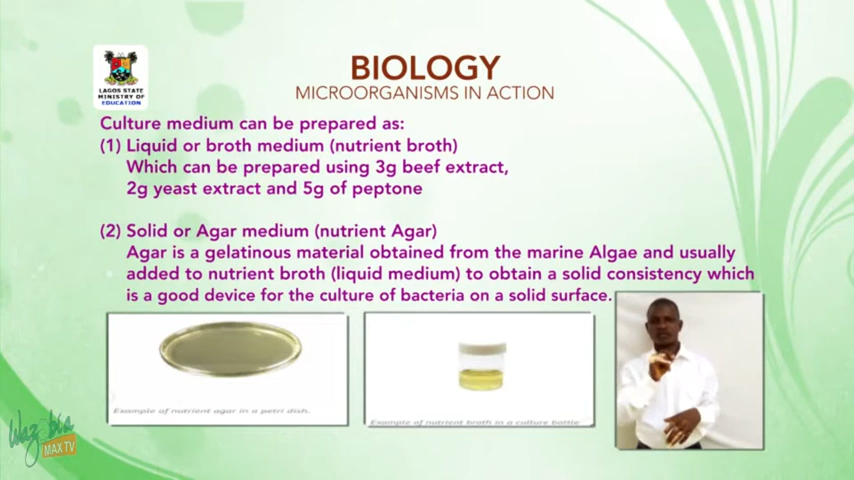 LAGOS STATE
MINISTRY OF
EDUCATION
BIOLOGY
MICROORGANISMS IN ACTION
Culture medium can be prepared as:
(1) Liquid or broth medium (nutrient broth)
Which can be prepared using 3g beef extract,
2g yeast extract and 5g of peptone
(2) Solid or Agar medium (nutrient Agar)
Agar is a gelatinous material obtained from the marine Algae and usually
added to nutrient broth (liquid medium) to obtain a solid consistency which
is a good device for the culture of bacteria on a solid surface.
Example of nutrient agar in a petri dish.
Example of nutrient broth in a culture bottle
Wazobia
MAX TV